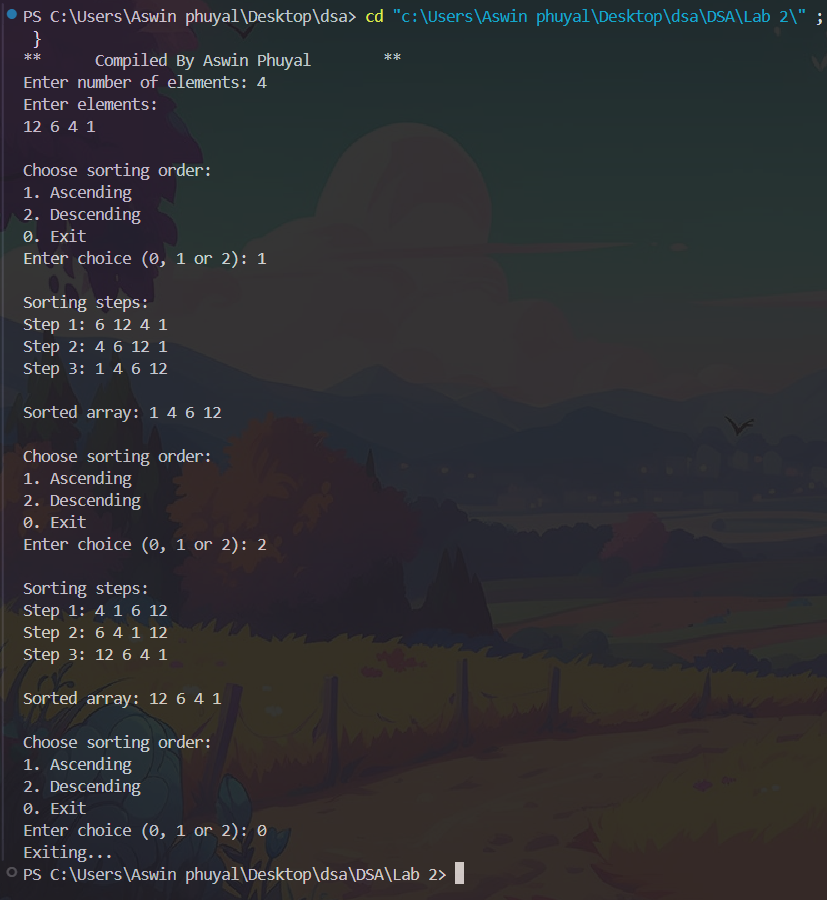 PS C:\Users\Aswin phuyal\Desktop\dsa> cd "c:\Users\Aswin phuyal\Desktop\dsa\DSA\Lab 2\" ;
}
** Compiled By Aswin Phuyal **
Enter number of elements: 4
Enter elements:
12 6 4 1
Choose sorting order:
1. Ascending
2. Descending
0. Exit
Enter choice (0, 1 or 2): 1
Sorting steps:
Step 1: 6 12 4 1
Step 2: 4 6 12 1
Step 3: 1 4 6 12
Sorted array: 1 4 6 12
Choose sorting order:
1. Ascending
2. Descending
0. Exit
Enter choice (0, 1 or 2): 2
Sorting steps:
Step 1: 4 1 6 12
Step 2: 6 4 1 12
Step 3: 12 6 4 1
Sorted array: 12 6 4 1
Choose sorting order:
1. Ascending
2. Descending
0. Exit
Enter choice (0, 1 or 2): 0
Exiting...
PS C:\Users\Aswin phuyal\Desktop\dsa\DSA\Lab 2>